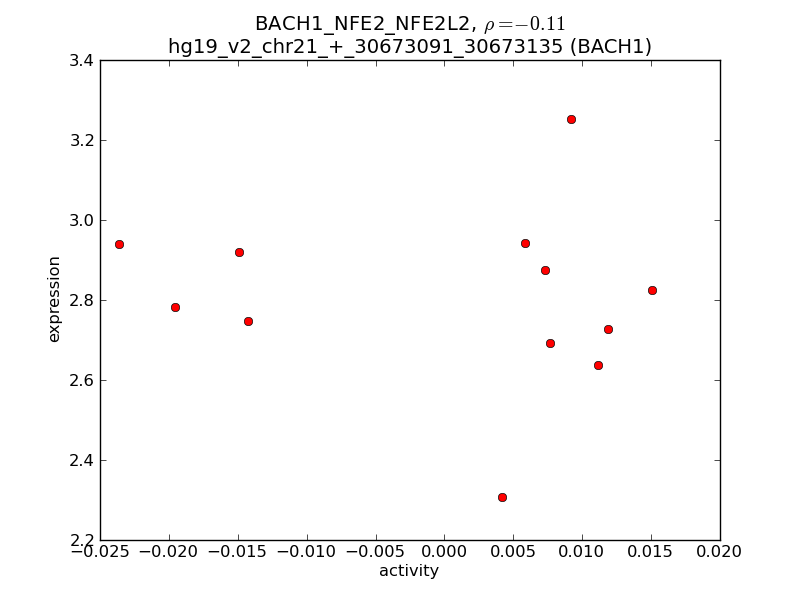 BACH1_NFE2_NFE2L2, ρ=−0.11
hg19_v2_chr21_+_30673091_30673135 (BACH1)
3.4
3.2
3.0
2.8
2.6
2.4
2.2
expression
−0.025 −0.020 −0.015 −0.010 −0.005 0.000 0.005 0.010 0.015 0.020
activity